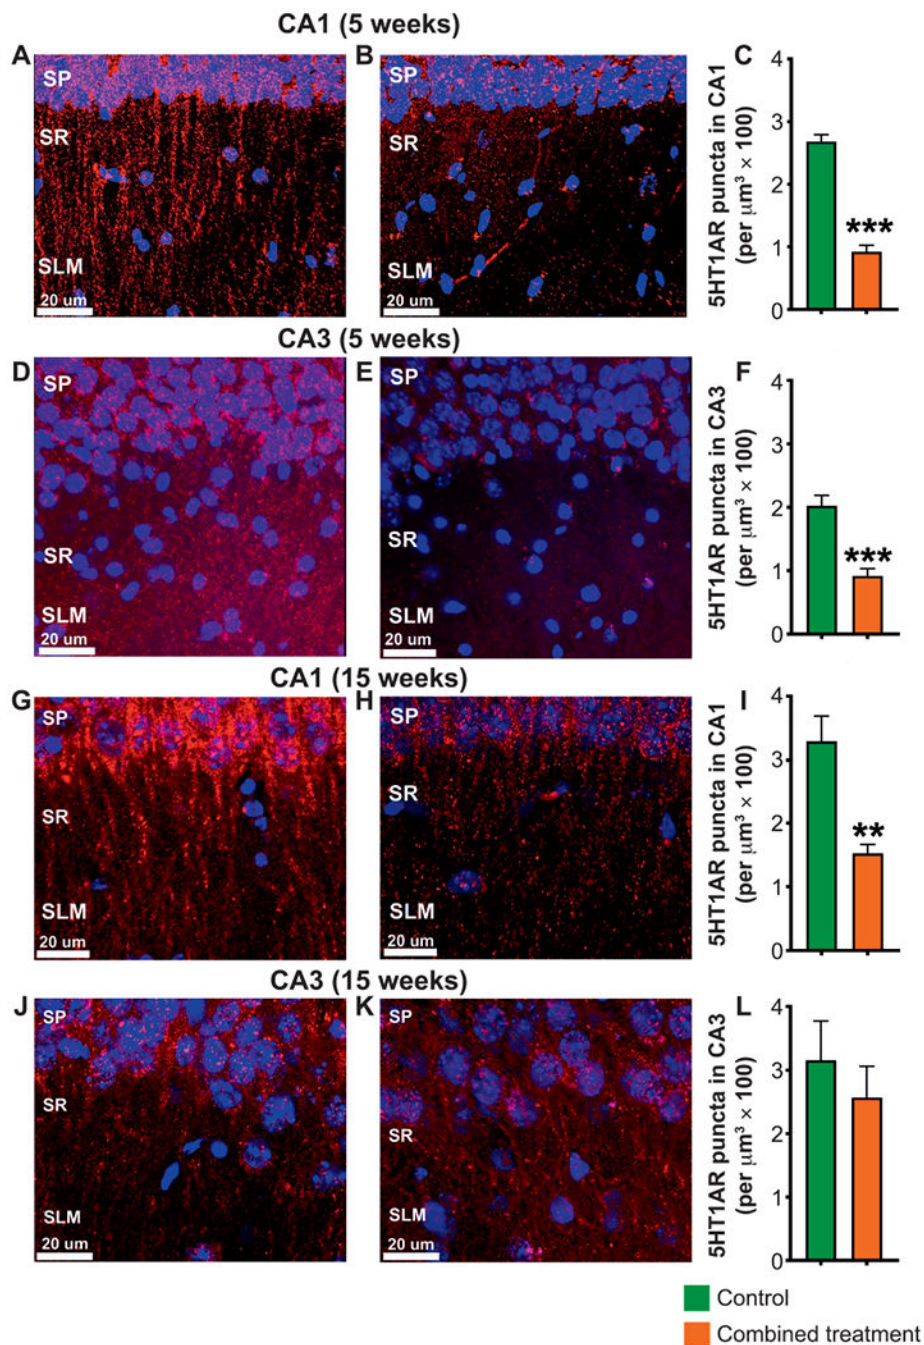 CA1 (5 weeks)
A
SP
SR
SLM
20 um
B
SP
SR
SLM
20 um
C
5HT1AR puncta in CA1
(per µm³ × 100)
4
3
2
1
0
***
CA3 (5 weeks)
D
SP
SR
SLM
20 um
E
SP
SR
SLM
20 um
F
5HT1AR puncta in CA3
(per µm³ × 100)
4
3
2
1
0
***
CA1 (15 weeks)
G
SP
SR
SLM
20 um
H
SP
SR
SLM
20 um
I
5HT1AR puncta in CA1
(per µm³ × 100)
4
3
2
1
0
**
CA3 (15 weeks)
J
SP
SR
SLM
20 um
K
SP
SR
SLM
20 um
L
5HT1AR puncta in CA3
(per µm³ × 100)
4
3
2
1
0
Control
Combined treatment